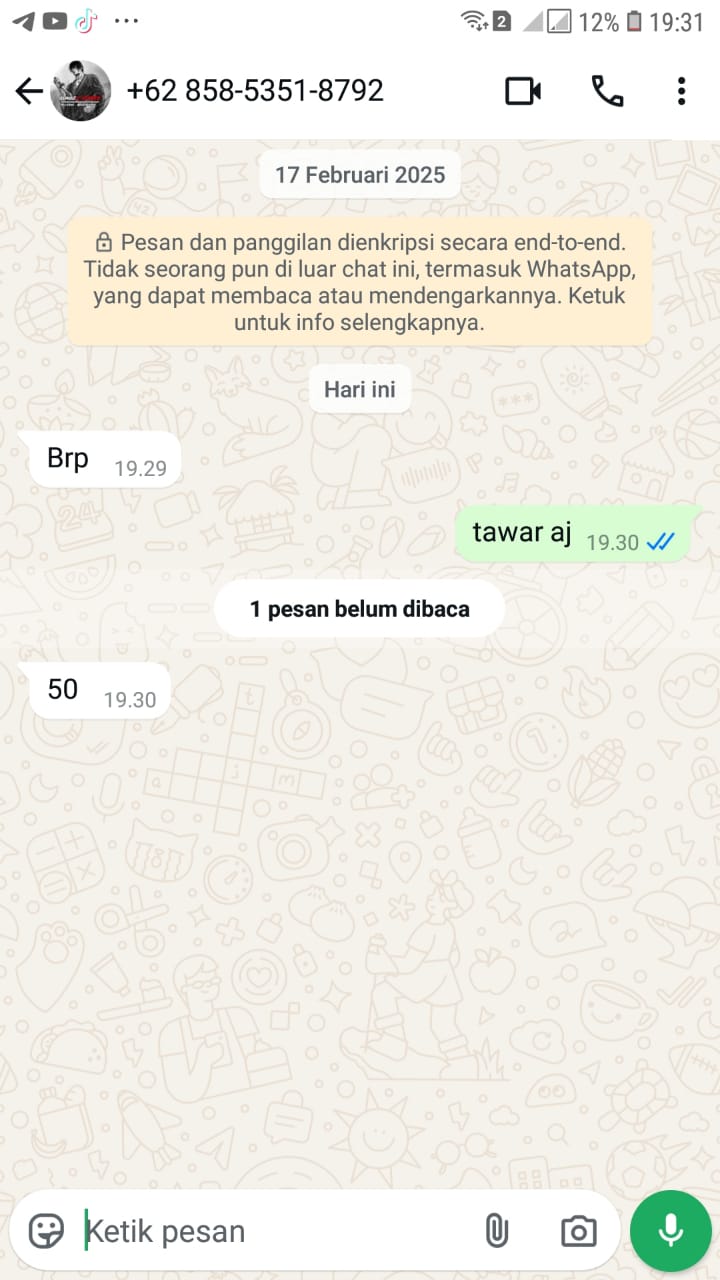 2 12% 19:31
+62 858-5351-8792
17 Februari 2025
Pesan dan panggilan dienkripsi secara end-to-end.
Tidak seorang pun di luar chat ini, termasuk WhatsApp,
yang dapat membaca atau mendengarkannya. Ketuk
untuk info selengkapnya.
Hari ini
Brp 19.29
tawar aj 19.30
1 pesan belum dibaca
50 19.30
Ketik pesan